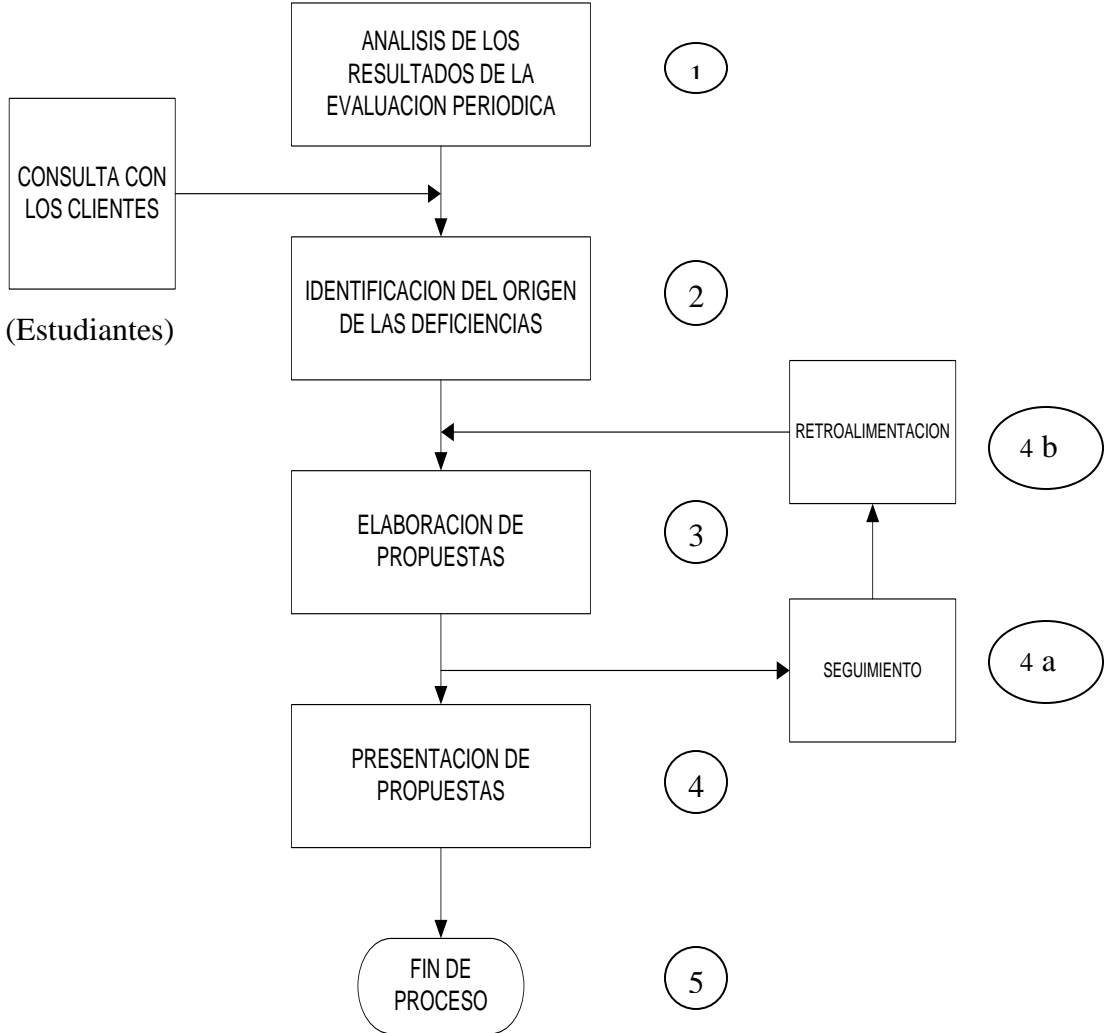 ANALISIS DE LOS
RESULTADOS DE LA
EVALUACION PERIODICA
1
CONSULTA CON
LOS CLIENTES
(Estudiantes)
IDENTIFICACION DEL ORIGEN
DE LAS DEFICIENCIAS
2
RETROALIMENTACION
4 b
ELABORACION DE
PROPUESTAS
3
SEGUIMIENTO
4 a
PRESENTACION DE
PROPUESTAS
4
FIN DE
PROCESO
5